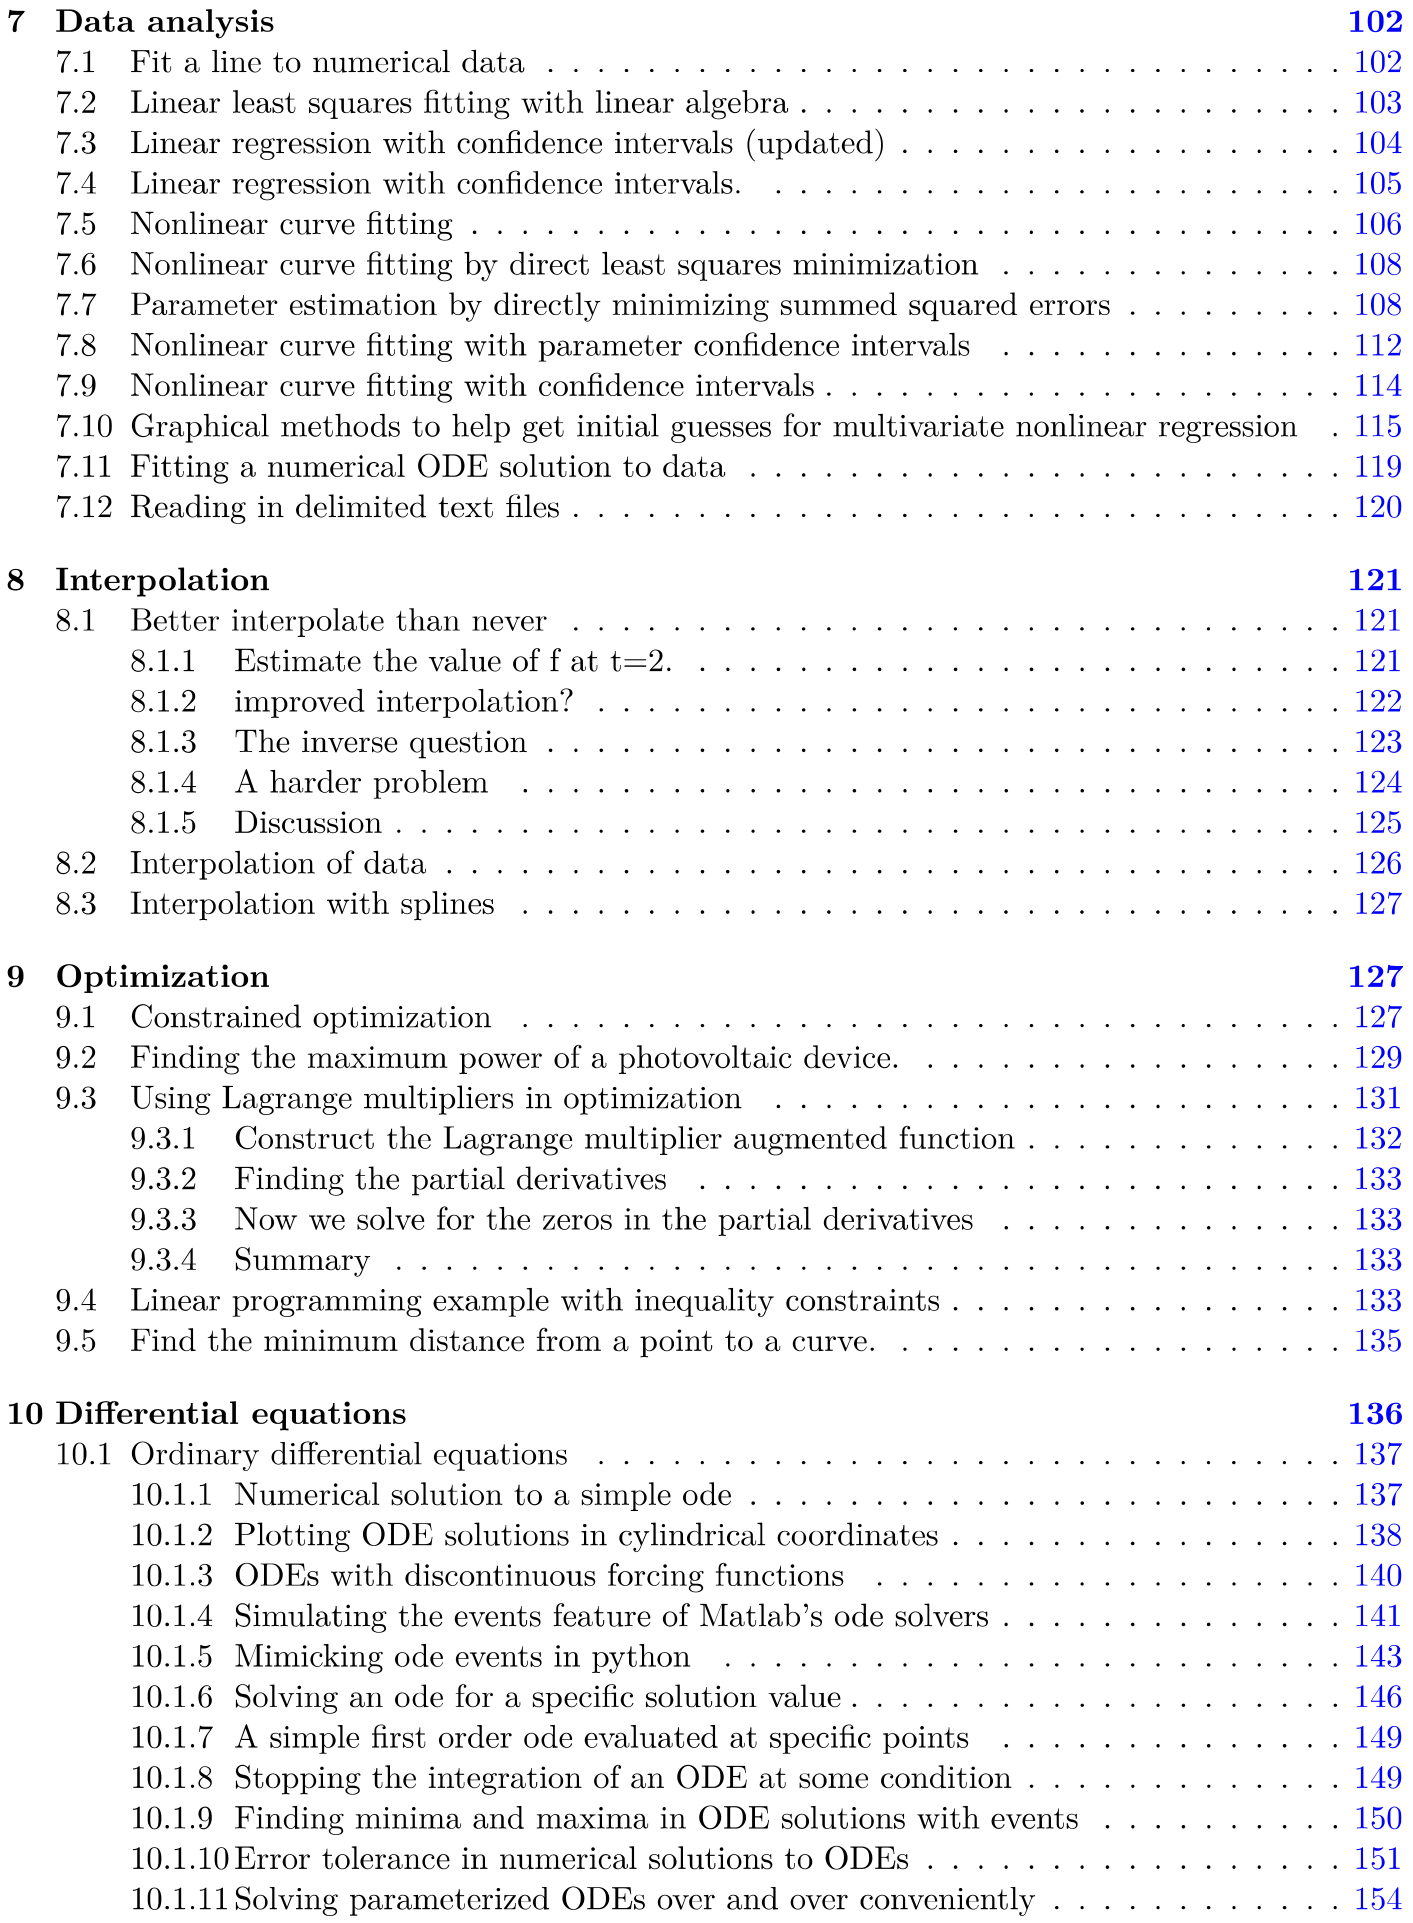 7 Data analysis 102
7.1 Fit a line to numerical data . . . . . . . . . . . . . . . . . . . . . . . . . . . . . . . . 102
7.2 Linear least squares fitting with linear algebra . . . . . . . . . . . . . . . . . . . . . . 103
7.3 Linear regression with confidence intervals (updated) . . . . . . . . . . . . . . . . . . 104
7.4 Linear regression with confidence intervals. . . . . . . . . . . . . . . . . . . . . . . . 105
7.5 Nonlinear curve fitting . . . . . . . . . . . . . . . . . . . . . . . . . . . . . . . . . . . 106
7.6 Nonlinear curve fitting by direct least squares minimization . . . . . . . . . . . . . . 108
7.7 Parameter estimation by directly minimizing summed squared errors . . . . . . . . . 108
7.8 Nonlinear curve fitting with parameter confidence intervals . . . . . . . . . . . . . . 112
7.9 Nonlinear curve fitting with confidence intervals . . . . . . . . . . . . . . . . . . . . . 114
7.10 Graphical methods to help get initial guesses for multivariate nonlinear regression . 115
7.11 Fitting a numerical ODE solution to data . . . . . . . . . . . . . . . . . . . . . . . . 119
7.12 Reading in delimited text files . . . . . . . . . . . . . . . . . . . . . . . . . . . . . . . 120
8 Interpolation 121
8.1 Better interpolate than never . . . . . . . . . . . . . . . . . . . . . . . . . . . . . . . 121
8.1.1 Estimate the value of f at t=2. . . . . . . . . . . . . . . . . . . . . . . . . . . 121
8.1.2 improved interpolation? . . . . . . . . . . . . . . . . . . . . . . . . . . . . . . 122
8.1.3 The inverse question . . . . . . . . . . . . . . . . . . . . . . . . . . . . . . . . 123
8.1.4 A harder problem . . . . . . . . . . . . . . . . . . . . . . . . . . . . . . . . . 124
8.1.5 Discussion . . . . . . . . . . . . . . . . . . . . . . . . . . . . . . . . . . . . . . 125
8.2 Interpolation of data . . . . . . . . . . . . . . . . . . . . . . . . . . . . . . . . . . . . 126
8.3 Interpolation with splines . . . . . . . . . . . . . . . . . . . . . . . . . . . . . . . . . 127
9 Optimization 127
9.1 Constrained optimization . . . . . . . . . . . . . . . . . . . . . . . . . . . . . . . . . 127
9.2 Finding the maximum power of a photovoltaic device. . . . . . . . . . . . . . . . . . 129
9.3 Using Lagrange multipliers in optimization . . . . . . . . . . . . . . . . . . . . . . . 131
9.3.1 Construct the Lagrange multiplier augmented function . . . . . . . . . . . . . 132
9.3.2 Finding the partial derivatives . . . . . . . . . . . . . . . . . . . . . . . . . . 133
9.3.3 Now we solve for the zeros in the partial derivatives . . . . . . . . . . . . . . 133
9.3.4 Summary . . . . . . . . . . . . . . . . . . . . . . . . . . . . . . . . . . . . . . 133
9.4 Linear programming example with inequality constraints . . . . . . . . . . . . . . . . 133
9.5 Find the minimum distance from a point to a curve. . . . . . . . . . . . . . . . . . . 135
10 Differential equations 136
10.1 Ordinary differential equations . . . . . . . . . . . . . . . . . . . . . . . . . . . . . . 137
10.1.1 Numerical solution to a simple ode . . . . . . . . . . . . . . . . . . . . . . . . 137
10.1.2 Plotting ODE solutions in cylindrical coordinates . . . . . . . . . . . . . . . . 138
10.1.3 ODEs with discontinuous forcing functions . . . . . . . . . . . . . . . . . . . 140
10.1.4 Simulating the events feature of Matlab's ode solvers . . . . . . . . . . . . . . 141
10.1.5 Mimicking ode events in python . . . . . . . . . . . . . . . . . . . . . . . . . 143
10.1.6 Solving an ode for a specific solution value . . . . . . . . . . . . . . . . . . . . 146
10.1.7 A simple first order ode evaluated at specific points . . . . . . . . . . . . . . 149
10.1.8 Stopping the integration of an ODE at some condition . . . . . . . . . . . . . 149
10.1.9 Finding minima and maxima in ODE solutions with events . . . . . . . . . . 150
10.1.10 Error tolerance in numerical solutions to ODEs . . . . . . . . . . . . . . . . . 151
10.1.11 Solving parameterized ODEs over and over conveniently . . . . . . . . . . . . 154